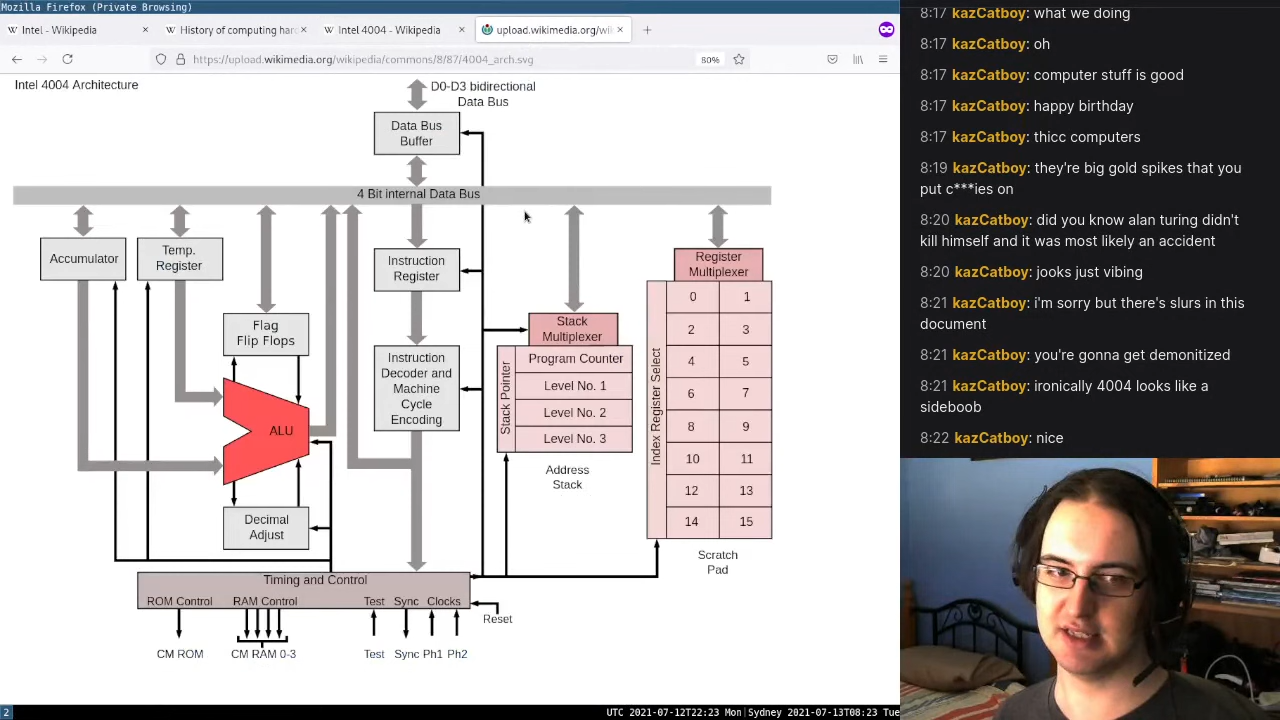 Mozilla Firefox (Private Browsing)
Intel - Wikipedia
History of computing har
Intel 4004 - Wikipedia
upload.wikimedia.org/wi
https://upload.wikimedia.org/wikipedia/commons/8/87/4004_arch.svg
80%
Intel 4004 Architecture
D0-D3 bidirectional
Data Bus
Data Bus
Buffer
4 Bit internal Data Bus
Accumulator
Temp.
Register
Instruction
Register
Register
Multiplexer
Flag
Flip Flops
Stack
Multiplexer
Instruction
Decoder and
Machine
Cycle
Encoding
Stack Pointer
Program Counter
Level No. 1
Level No. 2
Level No. 3
Address
Stack
Index Register Select
0 1
2 3
4 5
6 7
8 9
10 11
12 13
14 15
Scratch
Pad
ALU
Decimal
Adjust
Timing and Control
ROM Control RAM Control Test Sync Clocks
Reset
CM ROM CM RAM 0-3 Test Sync Ph1 Ph2
2
UTC 2021-07-12T22:23 Mon|Sydney 2021-07-13T08:23 Tue
8:17 kazCatboy: what we doing
8:17 kazCatboy: oh
8:17 kazCatboy: computer stuff is good
8:17 kazCatboy: happy birthday
8:17 kazCatboy: thicc computers
8:19 kazCatboy: they're big gold spikes that you
put c***ies on
8:20 kazCatboy: did you know alan turing didn't
kill himself and it was most likely an accident
8:20 kazCatboy: jooks just vibing
8:21 kazCatboy: i'm sorry but there's slurs in this
document
8:21 kazCatboy: you're gonna get demonitized
8:21 kazCatboy: ironically 4004 looks like a
sideboob
8:22 kazCatboy: nice